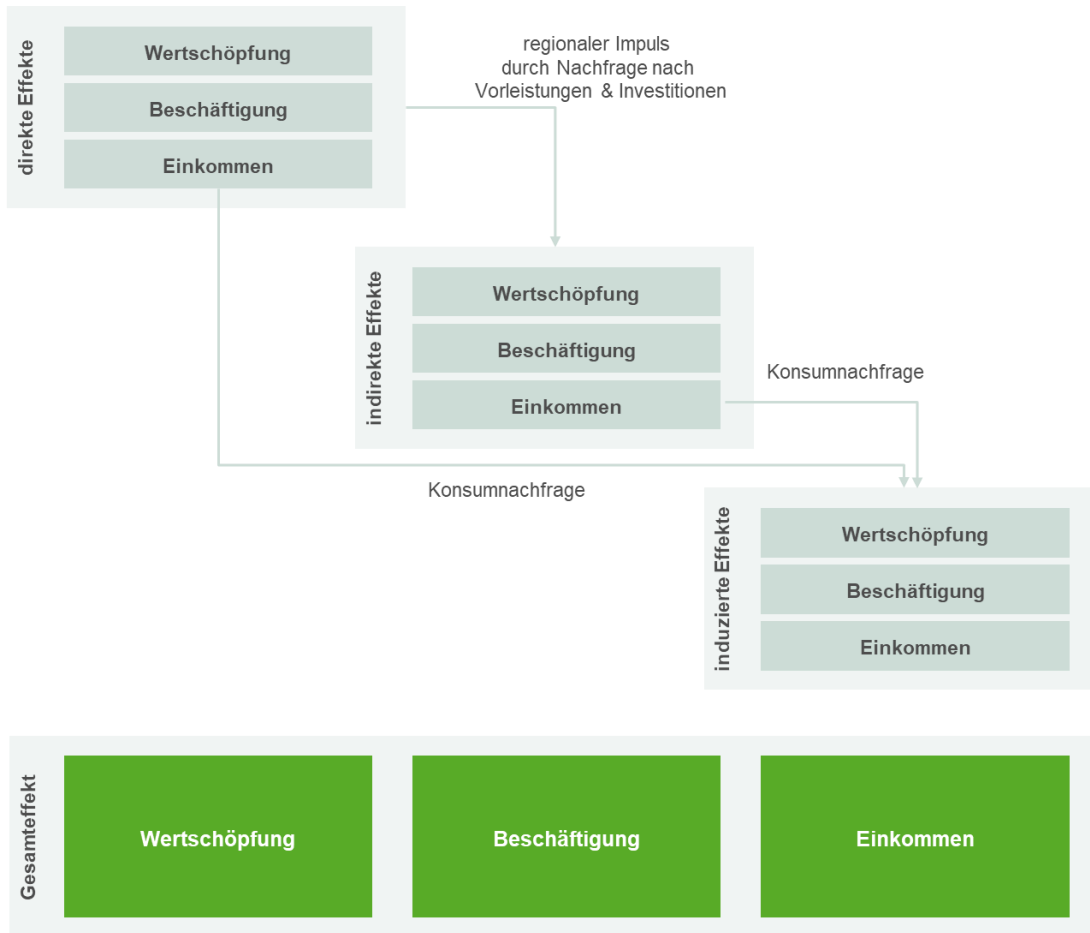 direkte Effekte
Wertschöpfung
Beschäftigung
Einkommen
regionaler Impuls
durch Nachfrage nach
Vorleistungen & Investitionen
indirekte Effekte
Wertschöpfung
Beschäftigung
Einkommen
Konsumnachfrage
Konsumnachfrage
induzierte Effekte
Wertschöpfung
Beschäftigung
Einkommen
Gesamteffekt
Wertschöpfung
Beschäftigung
Einkommen